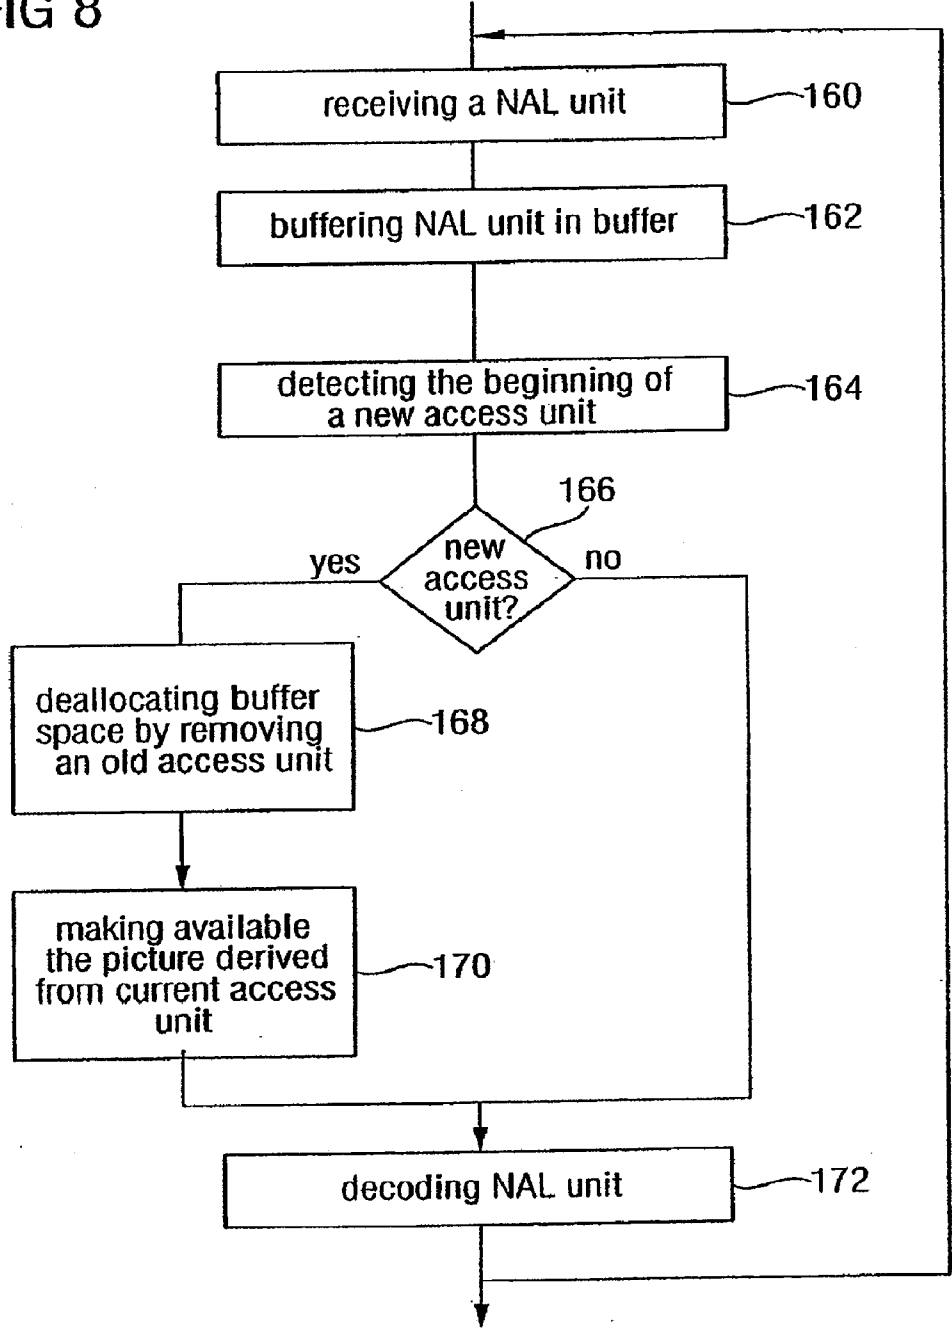 FIG 8
receiving a NAL unit
160
buffering NAL unit in buffer
162
detecting the beginning of
a new access unit
164
166
new
access
unit?
yes
no
deallocating buffer
space by removing
an old access unit
168
making available
the picture derived
from current access
unit
170
decoding NAL unit
172